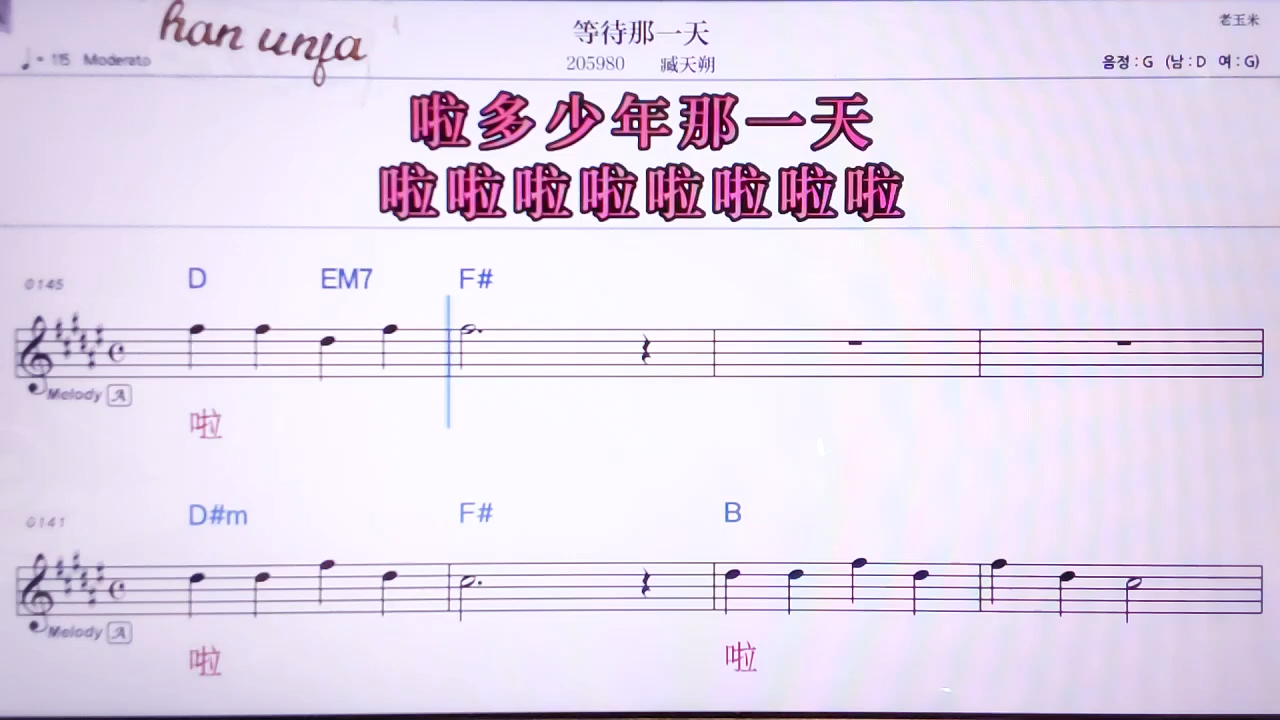 han unfa
等待那一天
老玉米
♩= 115 Moderato
205980 臧天朔
음정 : G (남 : D 여 : G)
啦多少年那一天
啦啦啦啦啦啦啦啦
0145
D EM7 F#
Melody A
啦
0141
D#m F# B
Melody A
啦 啦